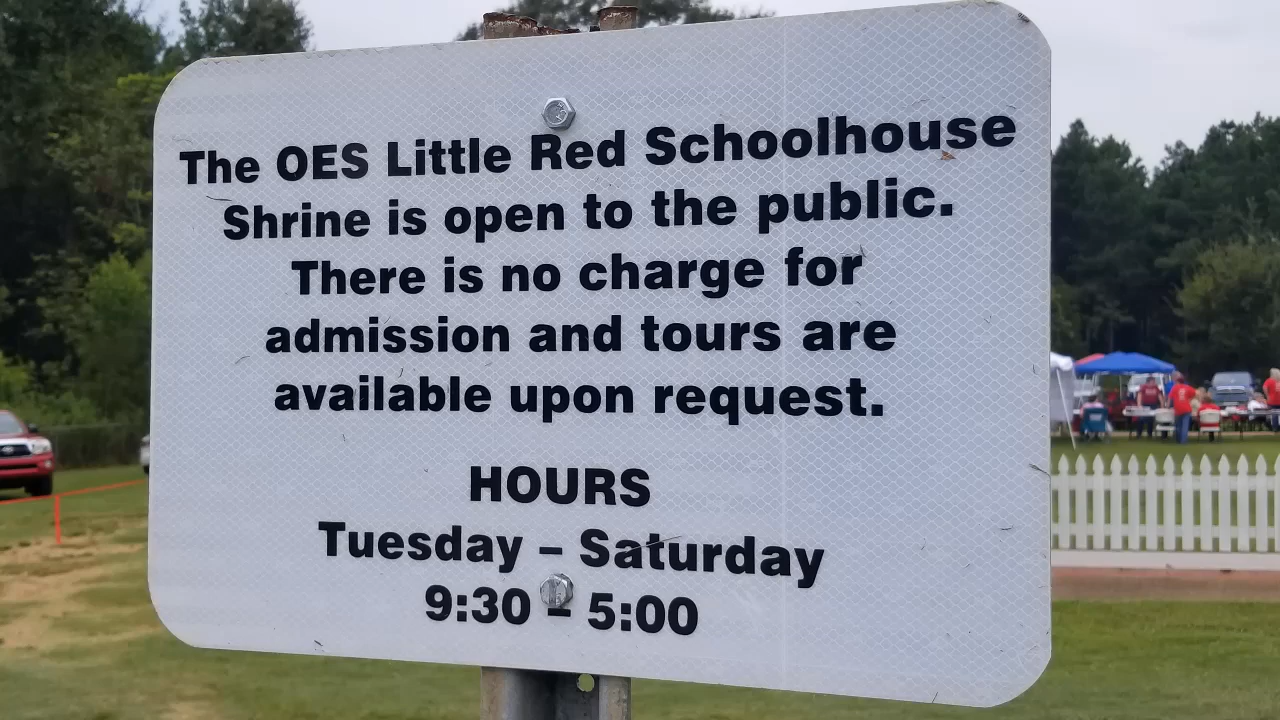 The OES Little Red Schoolhouse
Shrine is open to the public.
There is no charge for
admission and tours are
available upon request.
HOURS
Tuesday – Saturday
9:30 – 5:00